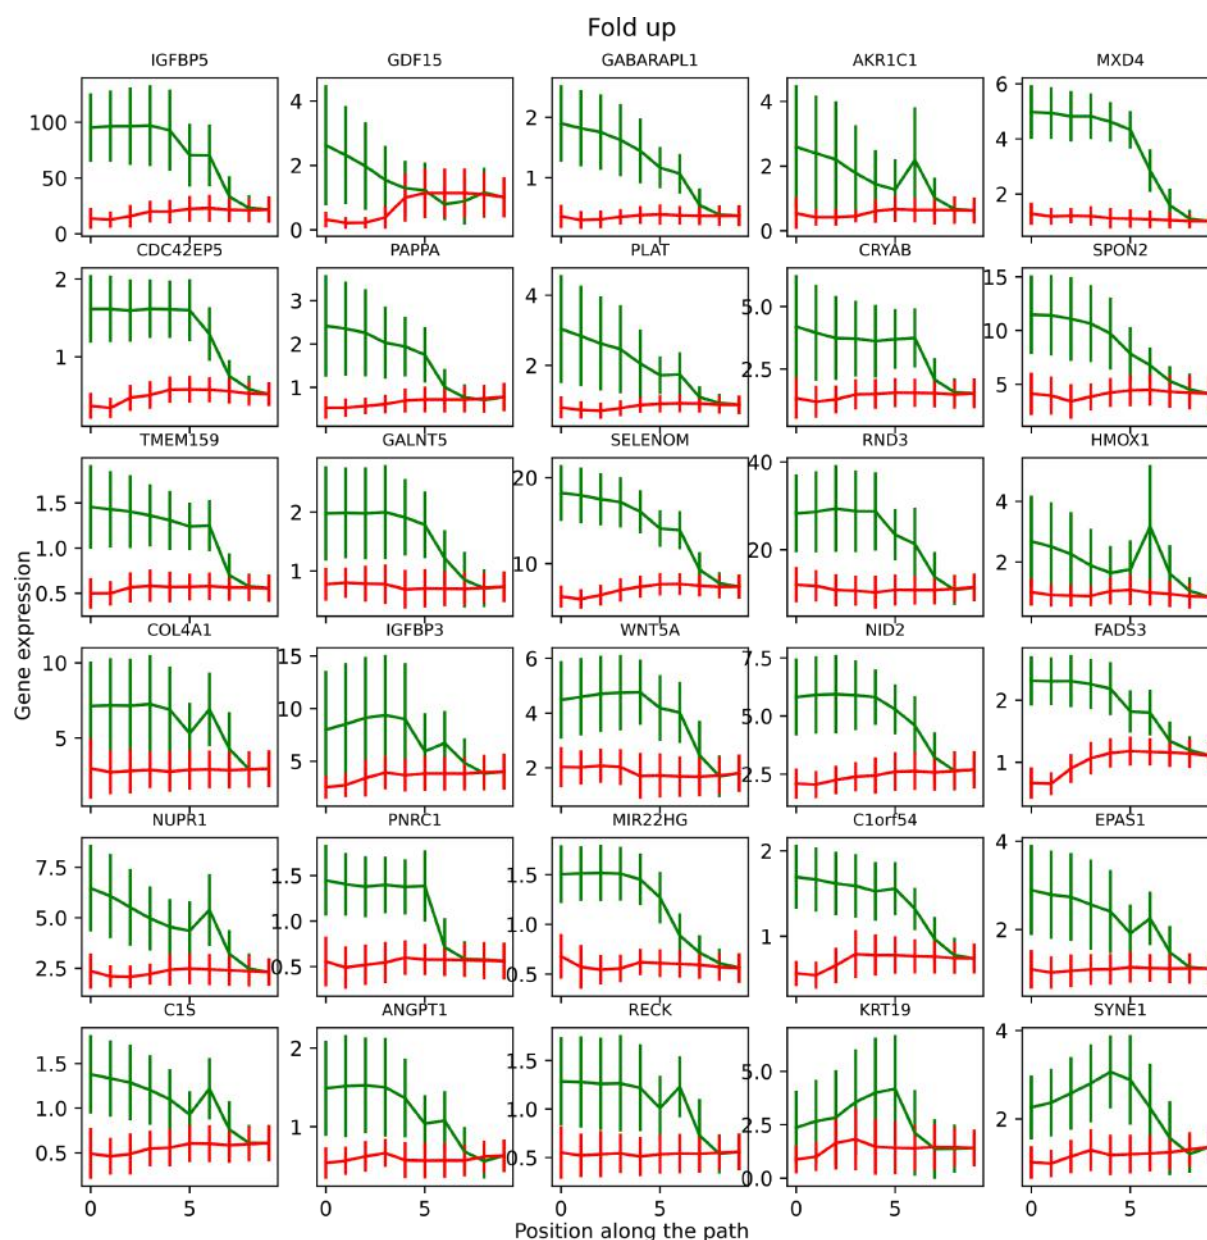 Fold up
IGFBP5 GDF15 GABARAPL1 AKR1C1 MXD4
100 50 0
4 2 0
2 1
4 2 0
6 4 2
CDC42EP5 PAPPA PLAT CRYAB SPON2
2 1
3 2 1
4 2
5.0 2.5
15 10 5
TMEM159 GALNT5 SELENOM RND3 HMOX1
1.5 1.0 0.5
2 1
20 10
40 20
4 2
COL4A1 IGFBP3 WNT5A NID2 FADS3
10 5
15 10 5
6 4 2
7.5 5.0 2.5
2 1
NUPR1 PNRC1 MIR22HG C1orf54 EPAS1
7.5 5.0 2.5
1.5 1.0 0.5
1.5 1.0 0.5
2 1
4 2
C1S ANGPT1 RECK KRT19 SYNE1
1.5 1.0 0.5
2 1
1.5 1.0 0.5
5.0 2.5 0.0
4 2
0 5 0 5 0 5 0 5 0 5
Gene expression
Position along the path